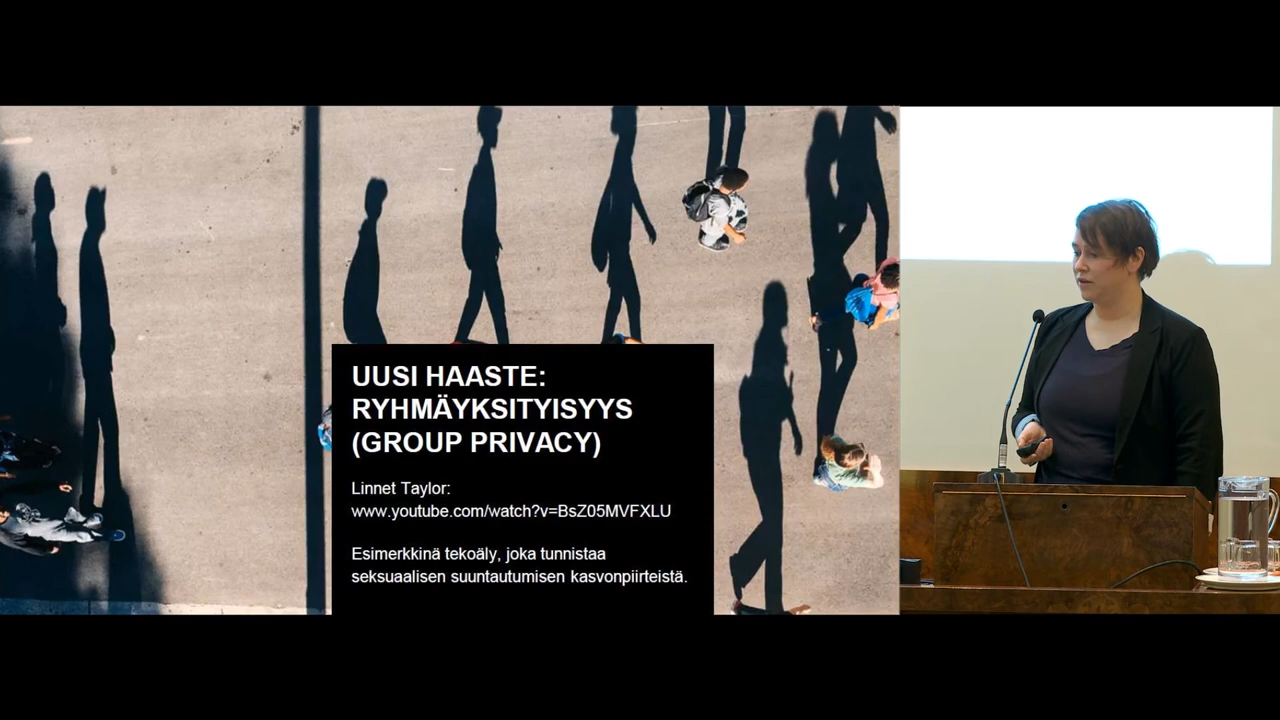 UUSI HAASTE:
RYHMÄYKSITYISYYS
(GROUP PRIVACY)
Linnet Taylor:
www.youtube.com/watch?v=BsZ05MVFXLU
Esimerkkinä tekoäly, joka tunnistaa
seksuaalisen suuntautumisen kasvonpiirteistä.